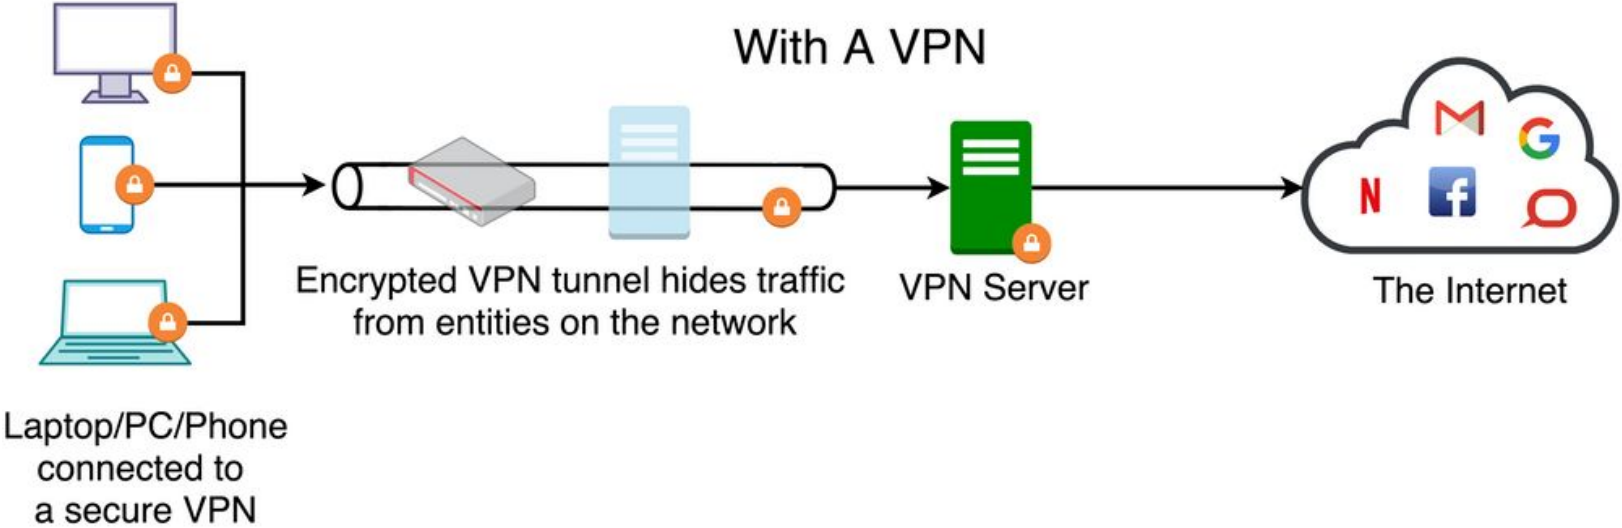 With A VPN
Encrypted VPN tunnel hides traffic
from entities on the network
VPN Server
N
f
G
The Internet
Laptop/PC/Phone
connected to
a secure VPN